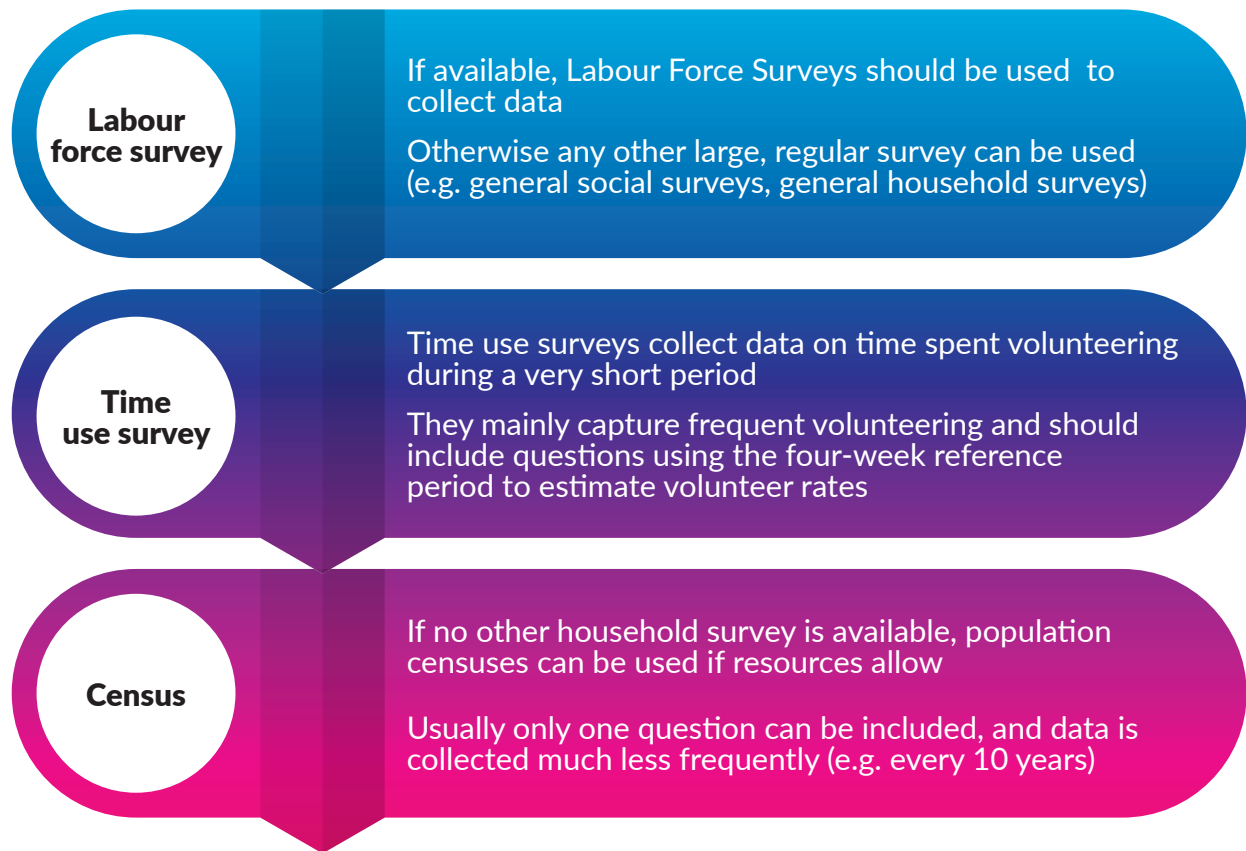 Labour
force survey
If available, Labour Force Surveys should be used  to
collect data
Otherwise any other large, regular survey can be used
(e.g. general social surveys, general household surveys)
Time
use survey
Time use surveys collect data on time spent volunteering
during a very short period
They mainly capture frequent volunteering and should
include questions using the four-week reference
period to estimate volunteer rates
Census
If no other household survey is available, population
censuses can be used if resources allow
Usually only one question can be included, and data is
collected much less frequently (e.g. every 10 years)